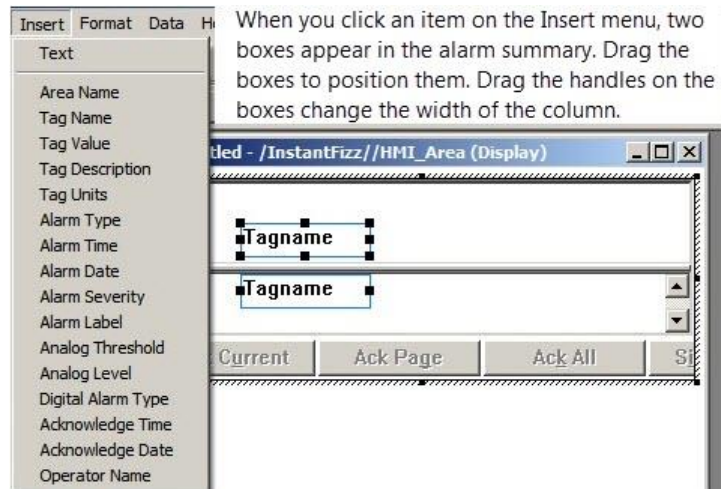 Insert Format Data H
When you click an item on the Insert menu, two
boxes appear in the alarm summary. Drag the
boxes to position them. Drag the handles on the
boxes change the width of the column.
Text
Area Name
Tag Name
Tag Value
Tag Description
Tag Units
Alarm Type
Alarm Time
Alarm Date
Alarm Severity
Alarm Label
Analog Threshold
Analog Level
Digital Alarm Type
Acknowledge Time
Acknowledge Date
Operator Name
tled - /InstantFizz//HMI_Area (Display)
Tagname
Tagname
Current Ack Page Ack All Si